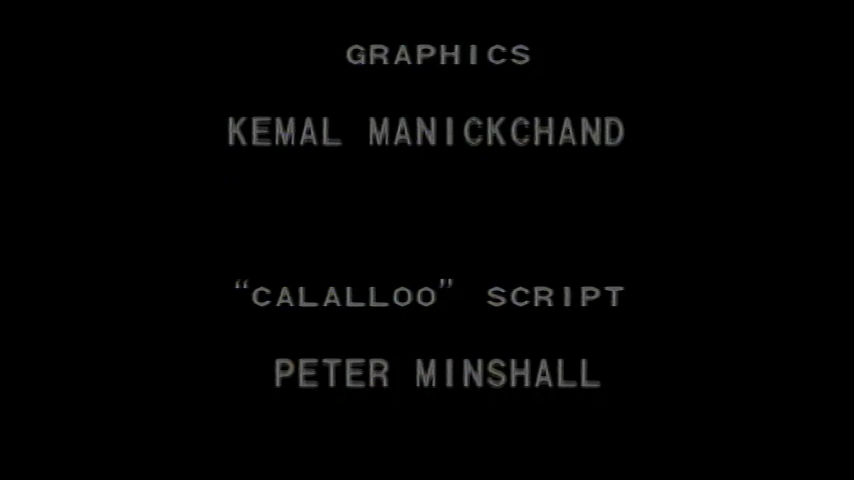 GRAPHICS
KEMAL MANICKCHAND
“CALALLOO” SCRIPT
PETER MINSHALL